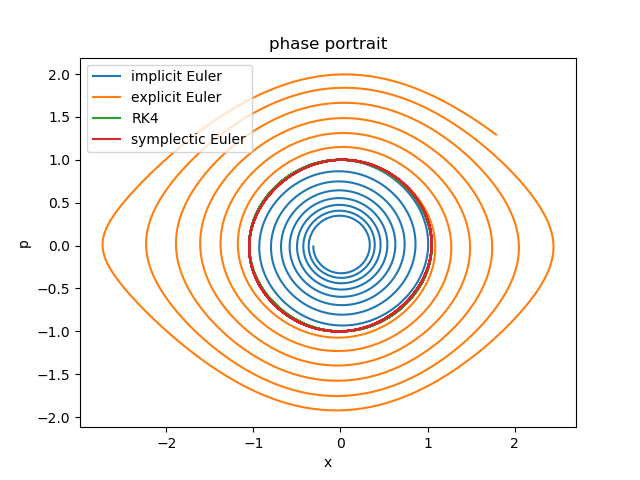 phase portrait
implicit Euler
explicit Euler
RK4
symplectic Euler
2.0
1.5
1.0
0.5
0.0
−0.5
−1.0
−1.5
−2.0
p
−2
−1
0
1
2
x